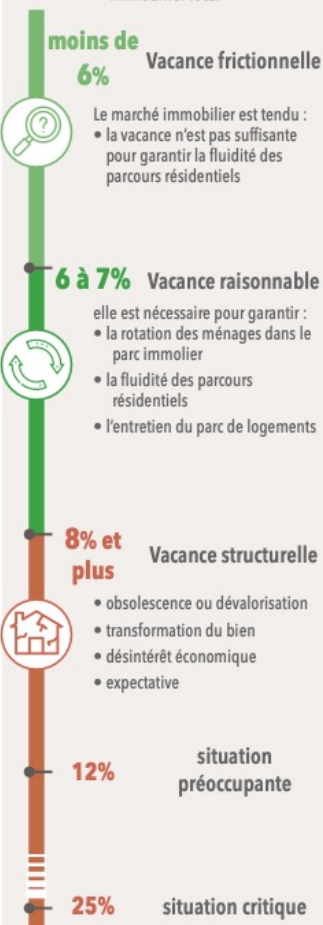 moins de
6%
Vacance frictionnelle
Le marché immobilier est tendu :
• la vacance n'est pas suffisante
pour garantir la fluidité des
parcours résidentiels
6 à 7% Vacance raisonnable
elle est nécessaire pour garantir :
• la rotation des ménages dans le
parc immolier
• la fluidité des parcours
résidentiels
• l'entretien du parc de logements
8% et
plus
Vacance structurelle
• obsolescence ou dévalorisation
• transformation du bien
• désintérêt économique
• expectative
12%
situation
préoccupante
25% situation critique